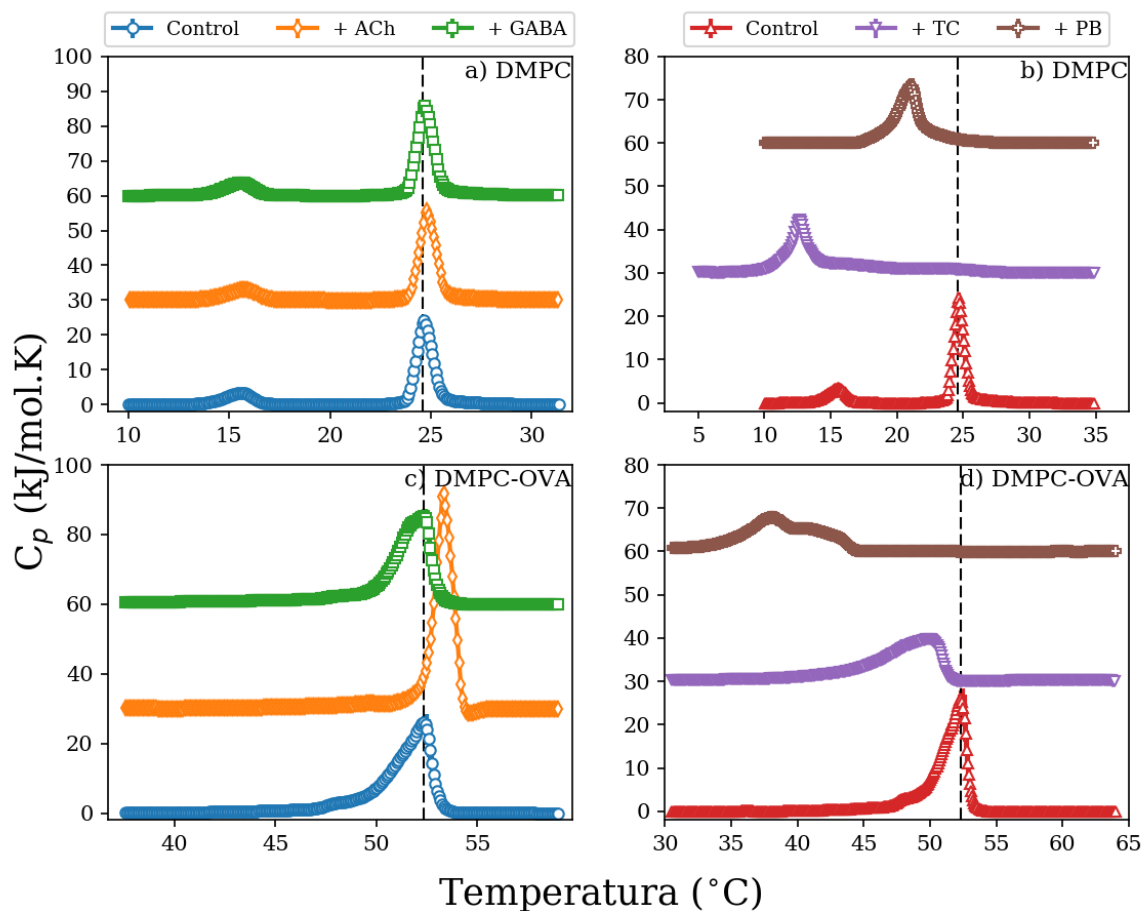 Control + ACh + GABA
Control + TC + PB
a) DMPC
100
90
80
70
60
50
40
30
20
10
0
10 15 20 25 30
b) DMPC
80
70
60
50
40
30
20
10
0
5 10 15 20 25 30 35
c) DMPC-OVA
100
80
60
40
20
0
40 45 50 55
d) DMPC-OVA
80
70
60
50
40
30
20
10
0
30 35 40 45 50 55 60 65
C_p (kJ/mol.K)
Temperatura (°C)